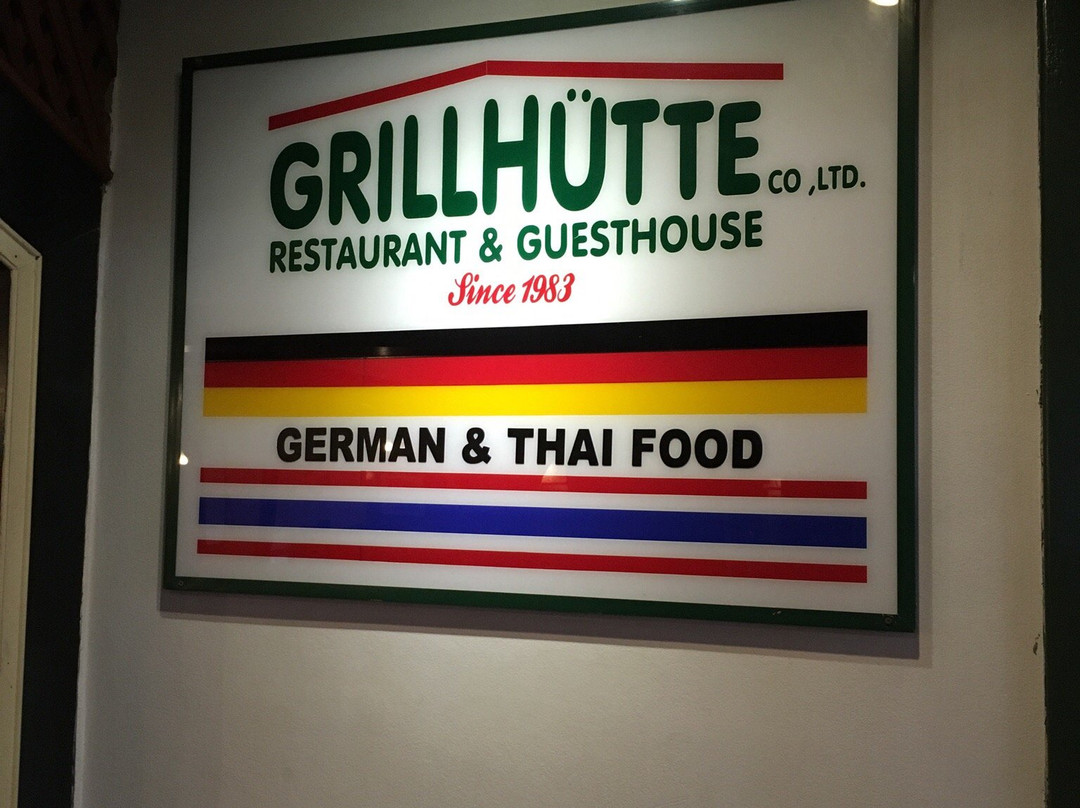 GRILLHÜTTE CO ,LTD.
RESTAURANT & GUESTHOUSE
Since 1983
GERMAN & THAI FOOD